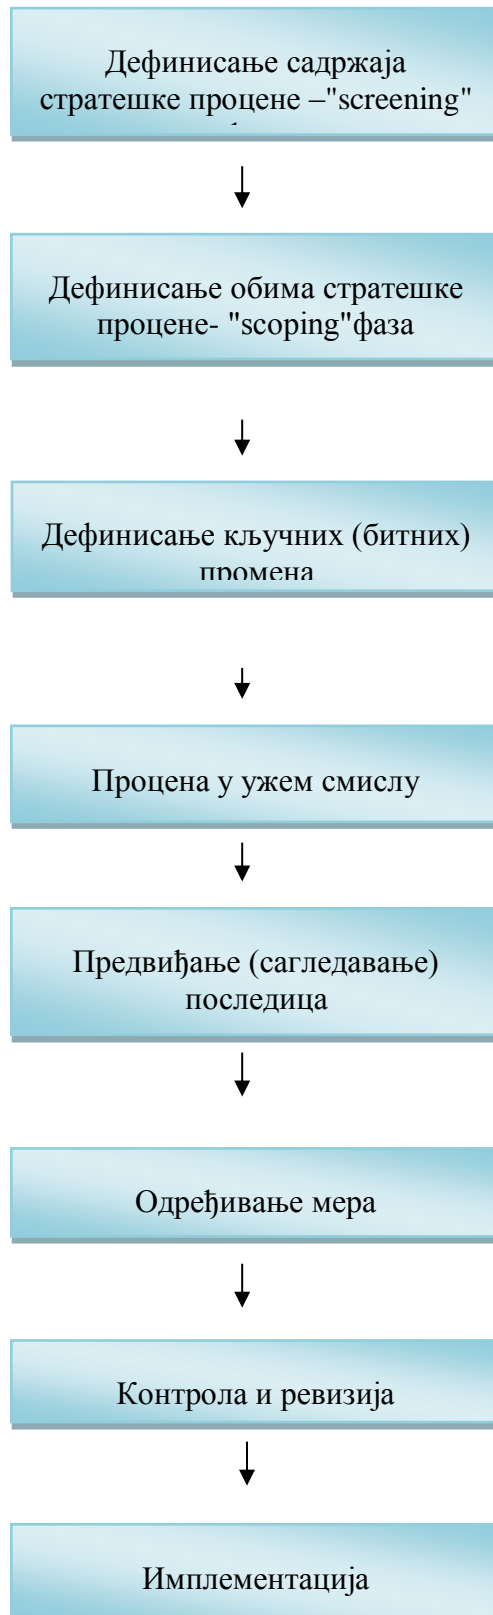 Дефинисање садржаја
стратешке процене –"screening"
Дефинисање обима стратешке
процене- "scoping"фаза
Дефинисање кључних (битних)
промена
Процена у ужем смислу
Предвиђање (сагледавање)
последица
Одређивање мера
Контрола и ревизија
Имплементација